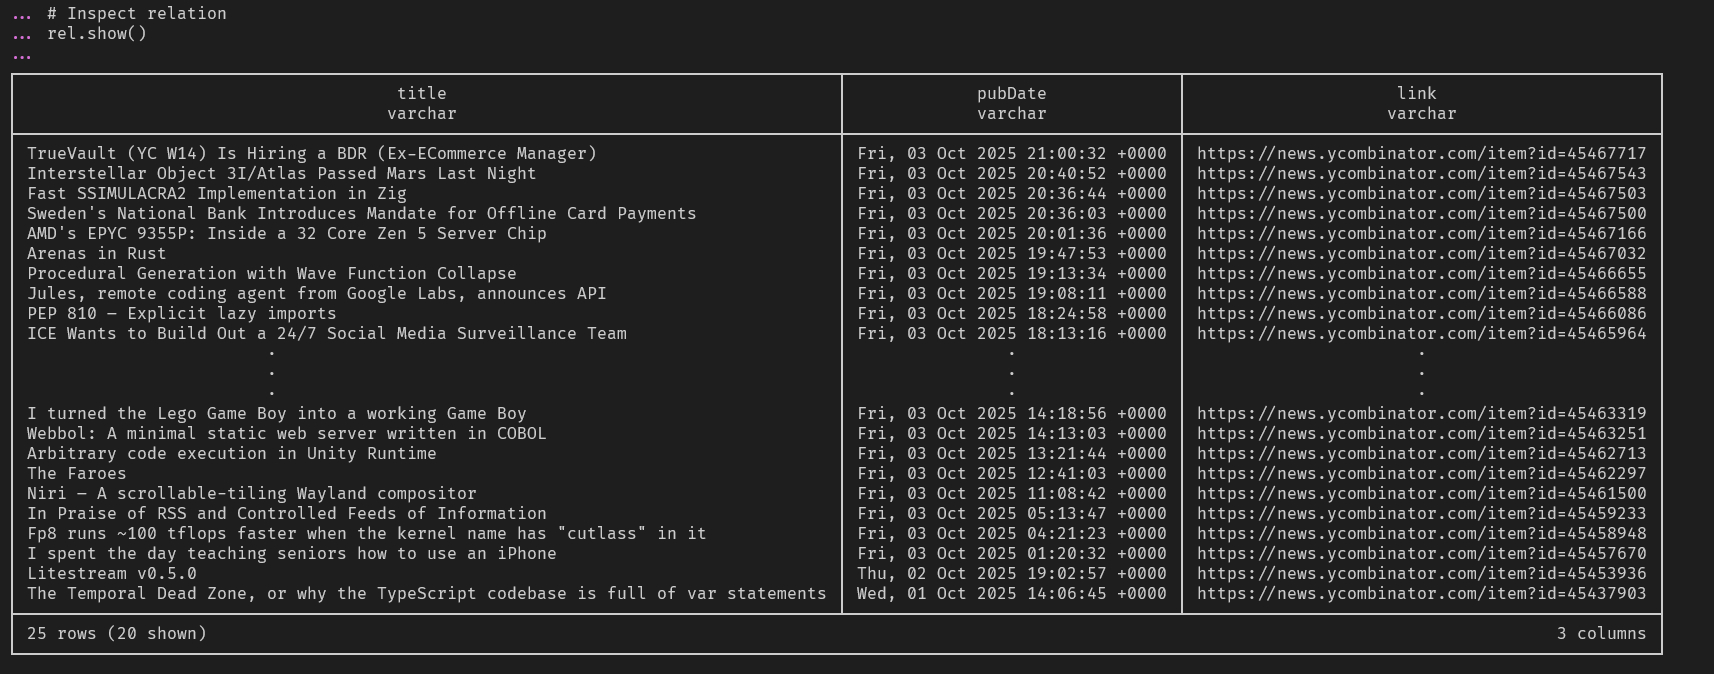 ... # Inspect relation
... rel.show()
...
title pubDate link
varchar varchar varchar
TrueVault (YC W14) Is Hiring a BDR (Ex-ECommerce Manager) Fri, 03 Oct 2025 21:00:32 +0000 https://news.ycombinator.com/item?id=45467717
Interstellar Object 3I/Atlas Passed Mars Last Night Fri, 03 Oct 2025 20:40:52 +0000 https://news.ycombinator.com/item?id=45467543
Fast SSIMULACRA2 Implementation in Zig Fri, 03 Oct 2025 20:36:44 +0000 https://news.ycombinator.com/item?id=45467503
Sweden's National Bank Introduces Mandate for Offline Card Payments Fri, 03 Oct 2025 20:36:03 +0000 https://news.ycombinator.com/item?id=45467500
AMD's EPYC 9355P: Inside a 32 Core Zen 5 Server Chip Fri, 03 Oct 2025 20:01:36 +0000 https://news.ycombinator.com/item?id=45467166
Arenas in Rust Fri, 03 Oct 2025 19:47:53 +0000 https://news.ycombinator.com/item?id=45467032
Procedural Generation with Wave Function Collapse Fri, 03 Oct 2025 19:13:34 +0000 https://news.ycombinator.com/item?id=45466655
Jules, remote coding agent from Google Labs, announces API Fri, 03 Oct 2025 19:08:11 +0000 https://news.ycombinator.com/item?id=45466588
PEP 810 – Explicit lazy imports Fri, 03 Oct 2025 18:24:58 +0000 https://news.ycombinator.com/item?id=45466086
ICE Wants to Build Out a 24/7 Social Media Surveillance Team Fri, 03 Oct 2025 18:13:16 +0000 https://news.ycombinator.com/item?id=45465964
· · ·
· · ·
· · ·
I turned the Lego Game Boy into a working Game Boy Fri, 03 Oct 2025 14:18:56 +0000 https://news.ycombinator.com/item?id=45463319
Webbol: A minimal static web server written in COBOL Fri, 03 Oct 2025 14:13:03 +0000 https://news.ycombinator.com/item?id=45463251
Arbitrary code execution in Unity Runtime Fri, 03 Oct 2025 13:21:44 +0000 https://news.ycombinator.com/item?id=45462713
The Faroes Fri, 03 Oct 2025 12:41:03 +0000 https://news.ycombinator.com/item?id=45462297
Niri – A scrollable-tiling Wayland compositor Fri, 03 Oct 2025 11:08:42 +0000 https://news.ycombinator.com/item?id=45461500
In Praise of RSS and Controlled Feeds of Information Fri, 03 Oct 2025 05:13:47 +0000 https://news.ycombinator.com/item?id=45459233
Fp8 runs ~100 tflops faster when the kernel name has "cutlass" in it Fri, 03 Oct 2025 04:21:23 +0000 https://news.ycombinator.com/item?id=45458948
I spent the day teaching seniors how to use an iPhone Fri, 03 Oct 2025 01:20:32 +0000 https://news.ycombinator.com/item?id=45457670
Litestream v0.5.0 Thu, 02 Oct 2025 19:02:57 +0000 https://news.ycombinator.com/item?id=45453936
The Temporal Dead Zone, or why the TypeScript codebase is full of var statements Wed, 01 Oct 2025 14:06:45 +0000 https://news.ycombinator.com/item?id=45437903
25 rows (20 shown) 3 columns